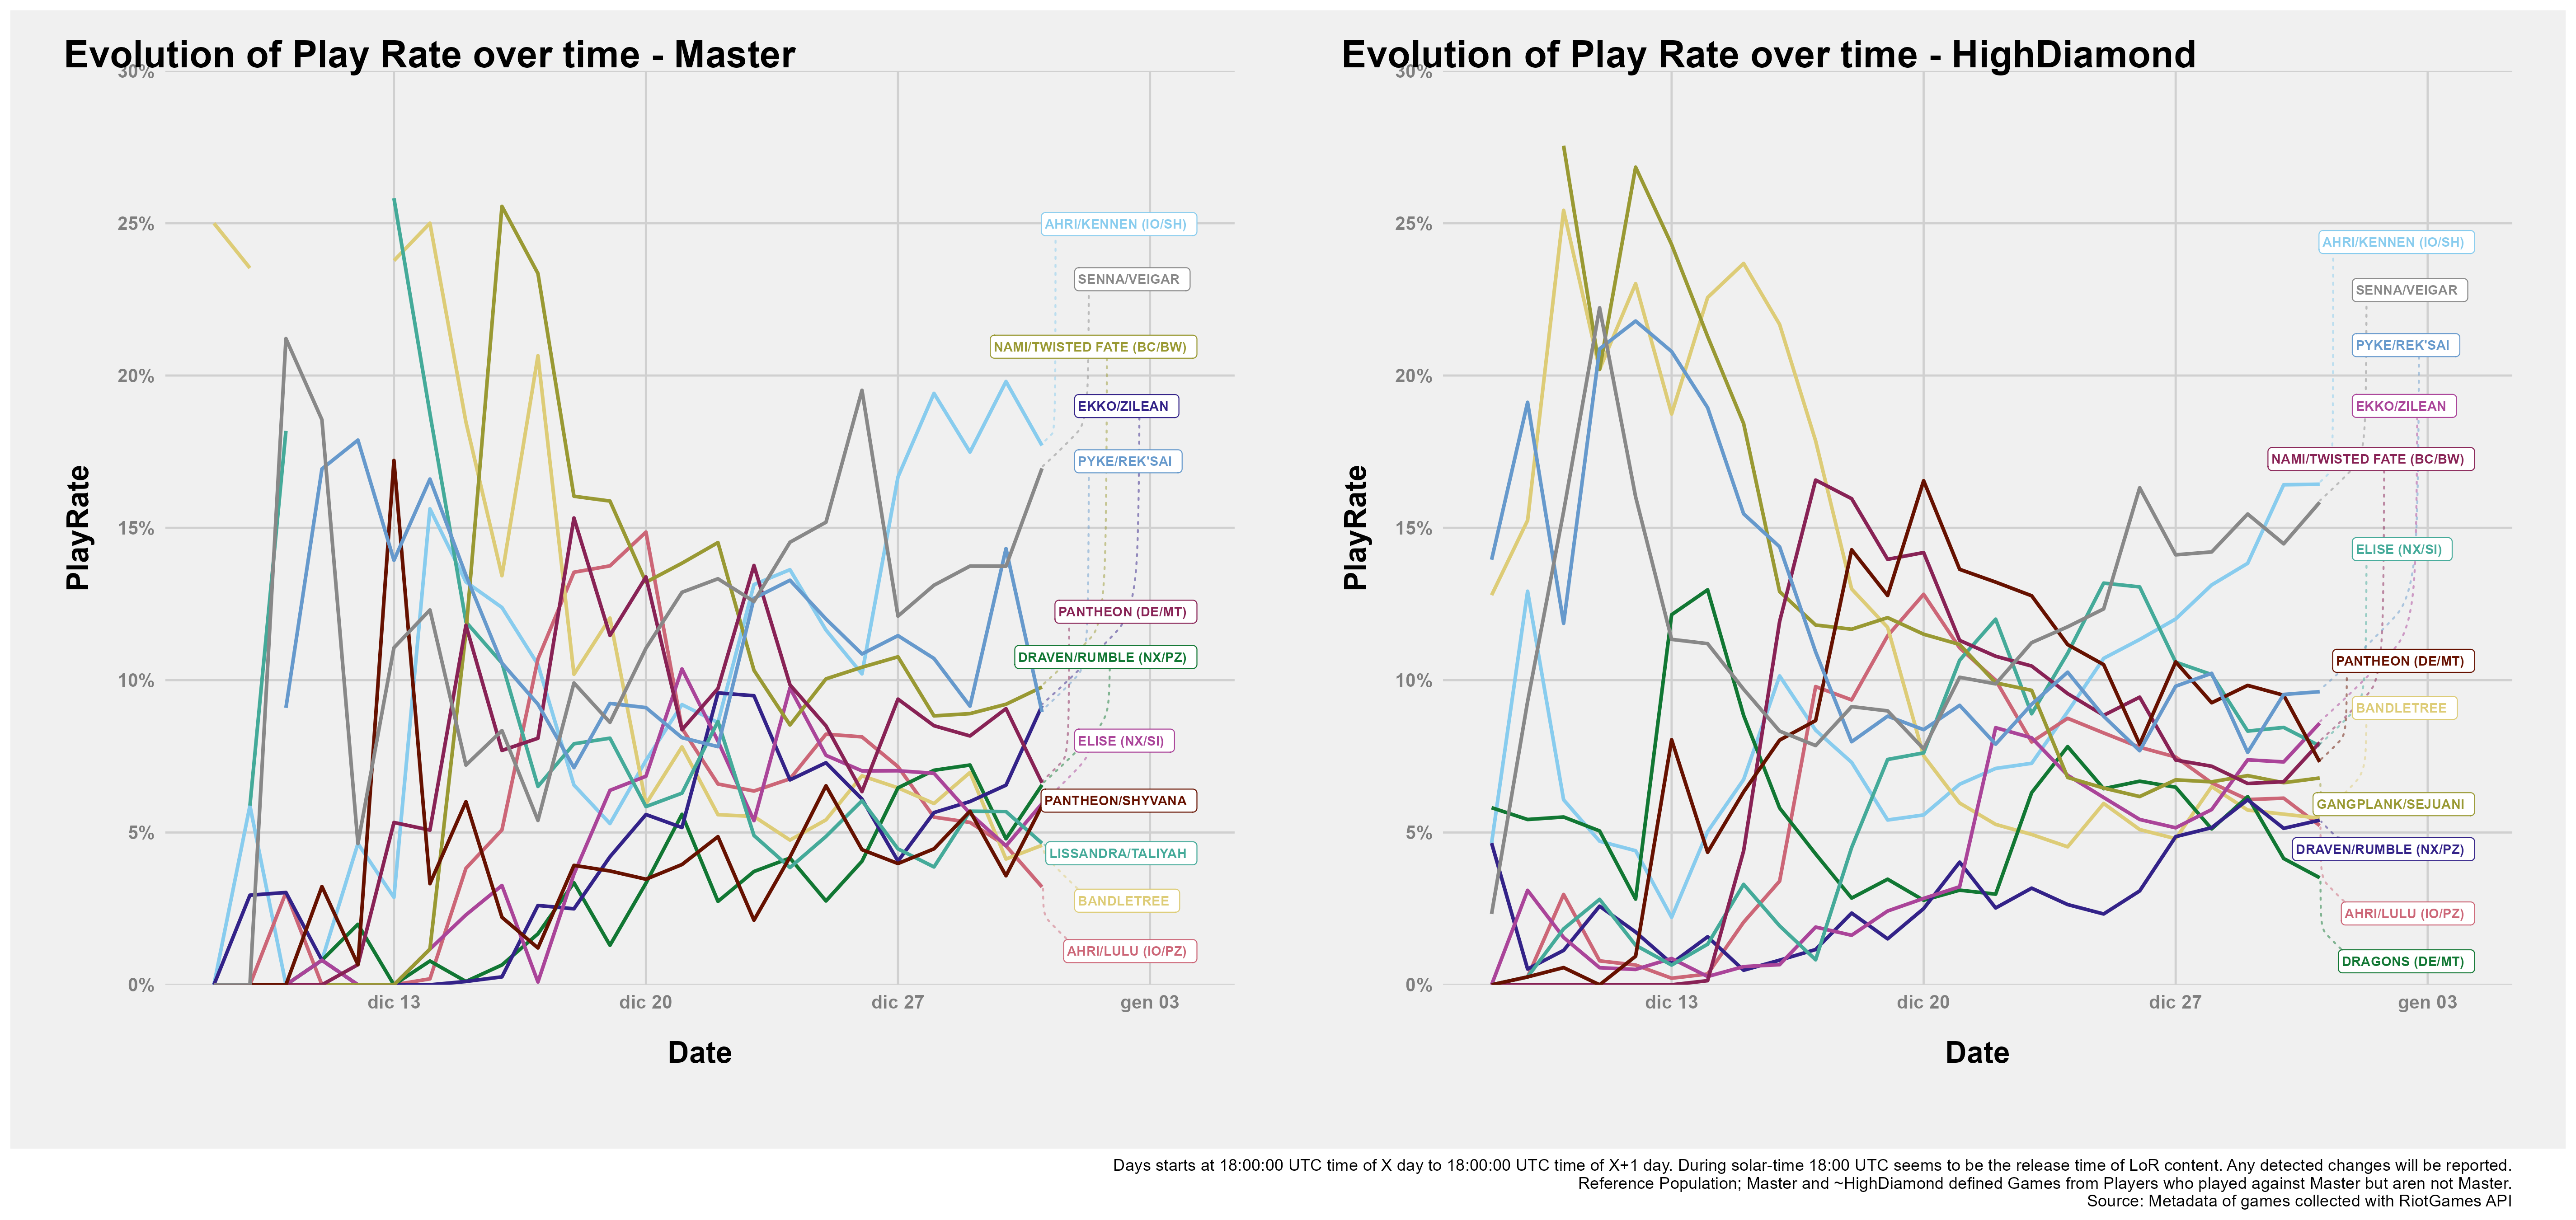 Evolution of Play Rate over time - Master
30%
25%
20%
15%
10%
5%
0%
PlayRate
AHRI/KENNEN (IO/SH)
SENNA/VEIGAR
NAMI/TWISTED FATE (BC/BW)
EKKO/ZILEAN
PYKE/REK'SAI
PANTHEON (DE/MT)
DRAVEN/RUMBLE (NX/PZ)
ELISE (NX/SI)
PANTHEON/SHYVANA
LISSANDRA/TALIYAH
BANDLETREE
AHRI/LULU (IO/PZ)
dic 13
dic 20
dic 27
gen 03
Date
Evolution of Play Rate over time - HighDiamond
30%
25%
20%
15%
10%
5%
0%
PlayRate
AHRI/KENNEN (IO/SH)
SENNA/VEIGAR
PYKE/REK'SAI
EKKO/ZILEAN
NAMI/TWISTED FATE (BC/BW)
ELISE (NX/SI)
PANTHEON (DE/MT)
BANDLETREE
GANGPLANK/SEJUANI
DRAVEN/RUMBLE (NX/PZ)
AHRI/LULU (IO/PZ)
DRAGONS (DE/MT)
dic 13
dic 20
dic 27
gen 03
Date
Days starts at 18:00:00 UTC time of X day to 18:00:00 UTC time of X+1 day. During solar-time 18:00 UTC seems to be the release time of LoR content. Any detected changes will be reported.
Reference Population; Master and ~HighDiamond defined Games from Players who played against Master but aren not Master.
Source: Metadata of games collected with RiotGames API